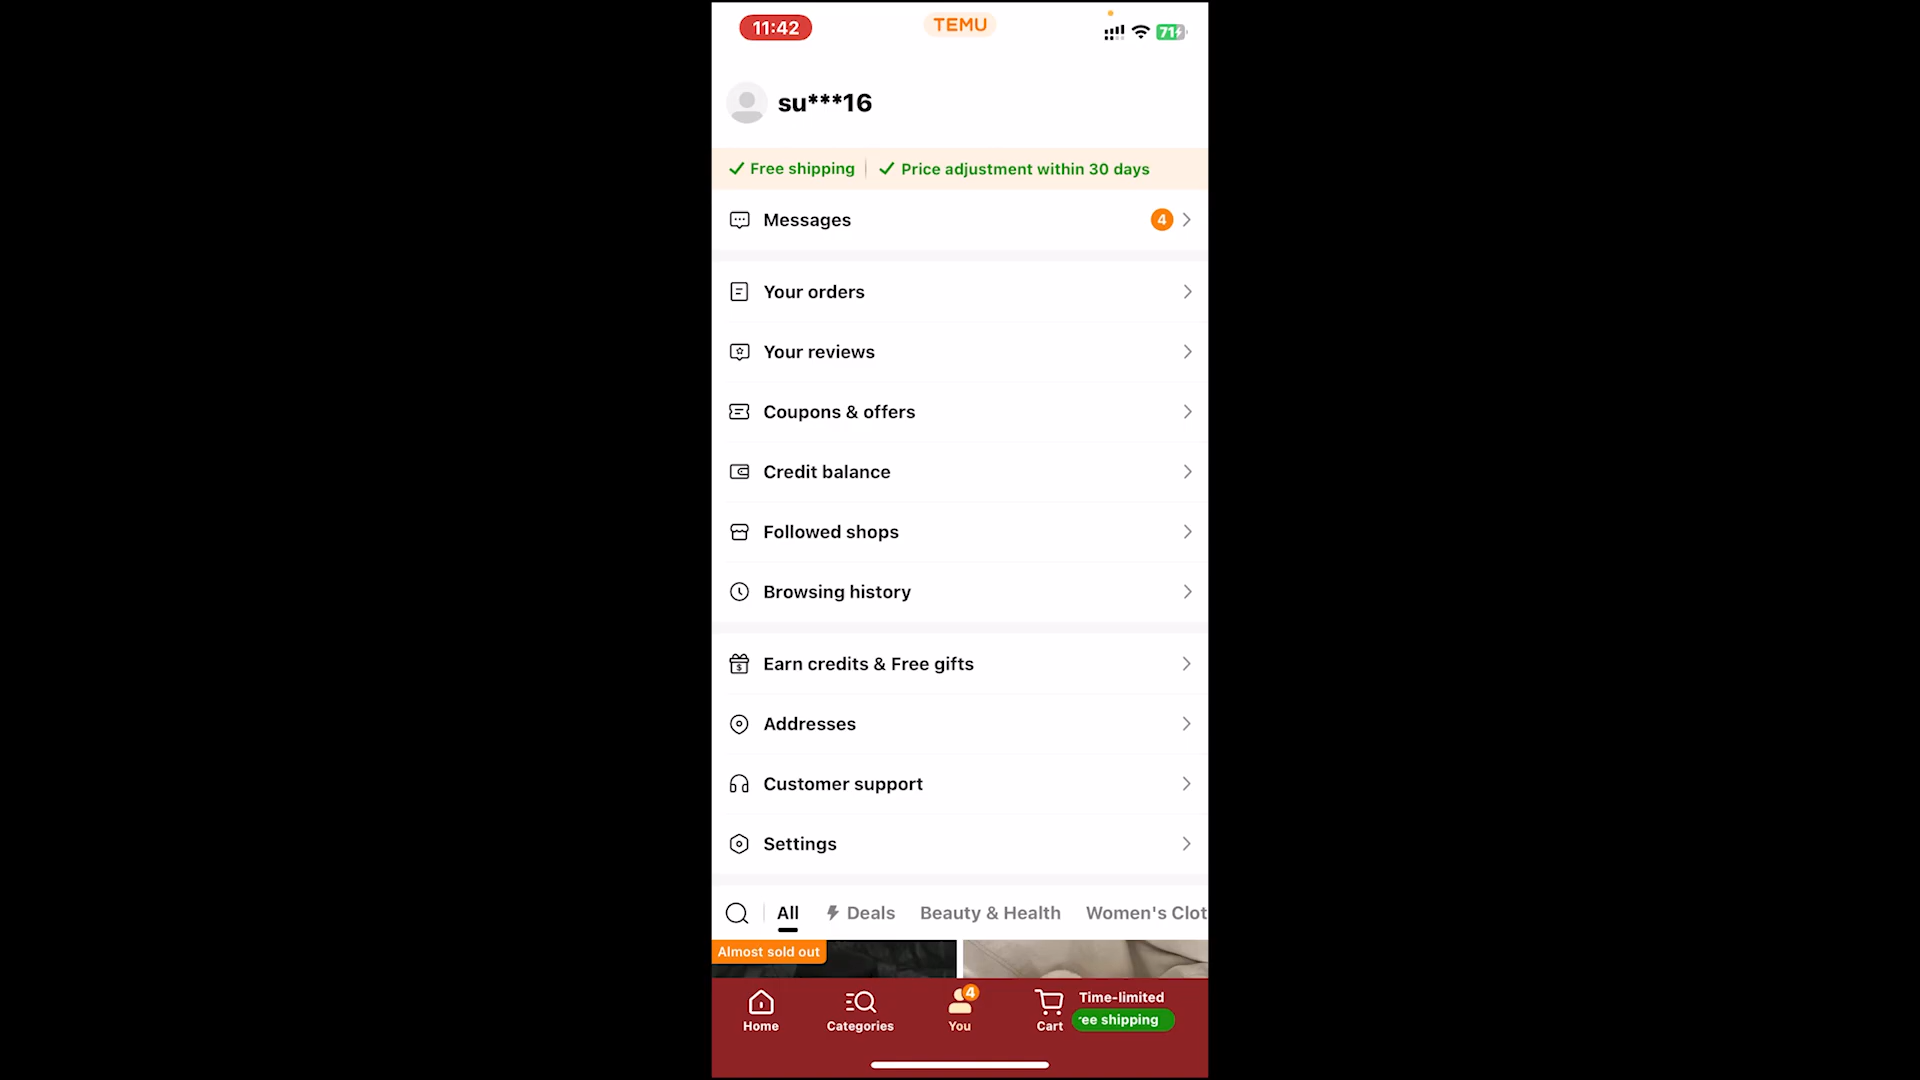 11:42
TEMU
71
su***16
Free shipping
Price adjustment within 30 days
Messages
4
Your orders
Your reviews
Coupons & offers
Credit balance
Followed shops
Browsing history
Earn credits & Free gifts
Addresses
Customer support
Settings
All
Deals
Beauty & Health
Women's Clot
Almost sold out
4
Time-limited
ee shipping
Home
Categories
You
Cart